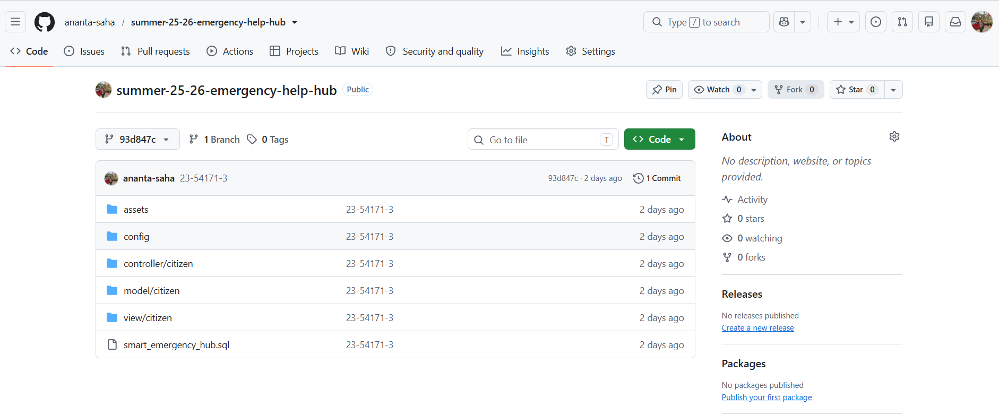 ananta-saha / summer-25-26-emergency-help-hub
Type / to search
Code Issues Pull requests Actions Projects Wiki Security and quality Insights Settings
summer-25-26-emergency-help-hub Public
Pin Watch 0 Fork 0 Star 0
93d847c 1 Branch 0 Tags Go to file T Code
ananta-saha 23-54171-3 93d847c · 2 days ago 1 Commit
assets 23-54171-3 2 days ago
config 23-54171-3 2 days ago
controller/citizen 23-54171-3 2 days ago
model/citizen 23-54171-3 2 days ago
view/citizen 23-54171-3 2 days ago
smart_emergency_hub.sql 23-54171-3 2 days ago
About
No description, website, or topics
provided.
Activity
0 stars
0 watching
0 forks
Releases
No releases published
Create a new release
Packages
No packages published
Publish your first package